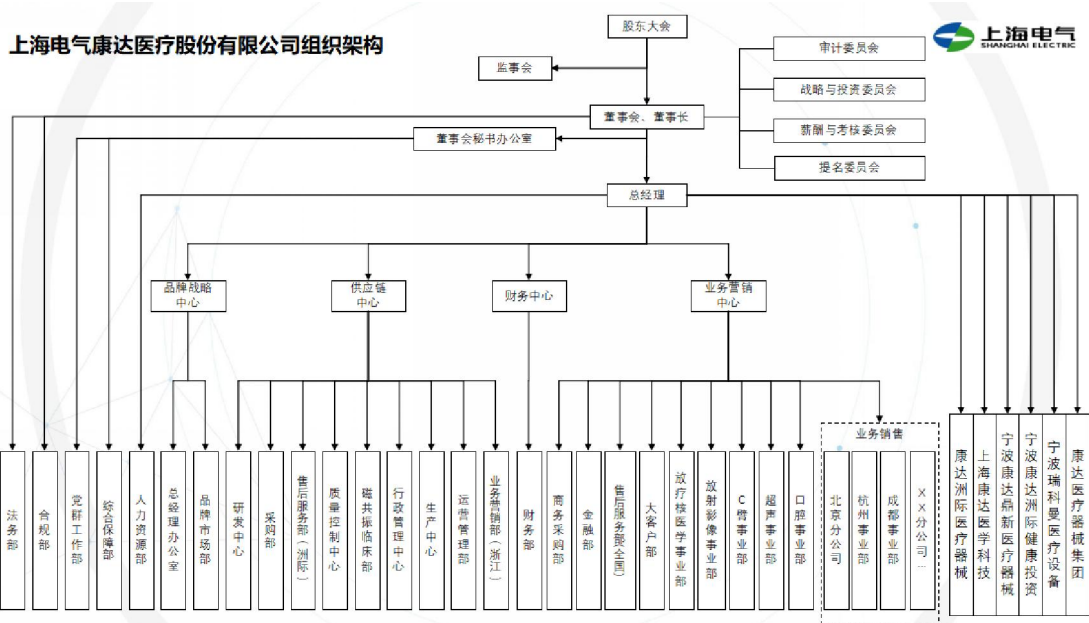 上海电气康达医疗股份有限公司组织架构
上海电气
SHANGHAI ELECTRIC
股东大会
监事会
审计委员会
战略与投资委员会
薪酬与考核委员会
提名委员会
董事会、董事长
董事会秘书办公室
总经理
品牌战略
中心
供应链
中心
财务中心
业务营销
中心
法务部
合规部
党群工作部
综合保障部
人力资源部
总经理办公室
品牌市场部
研发中心
采购部
售后服务部（洲际）
质量控制中心
磁共振临床部
行政管理中心
生产中心
运营管理部
业务营销部（浙江）
财务部
商务采购部
金融部
售后服务部(全国)
大客户部
放疗核医学事业部
放射影像事业部
C臂事业部
超声事业部
口腔事业部
业务销售
北京分公司
杭州事业部
成都事业部
XX分公司...
康达洲际医疗器械
上海康达医学科技
宁波康达鼎新医疗器械
宁波康达洲际健康投资
宁波瑞科曼医疗设备
康达医疗器械集团